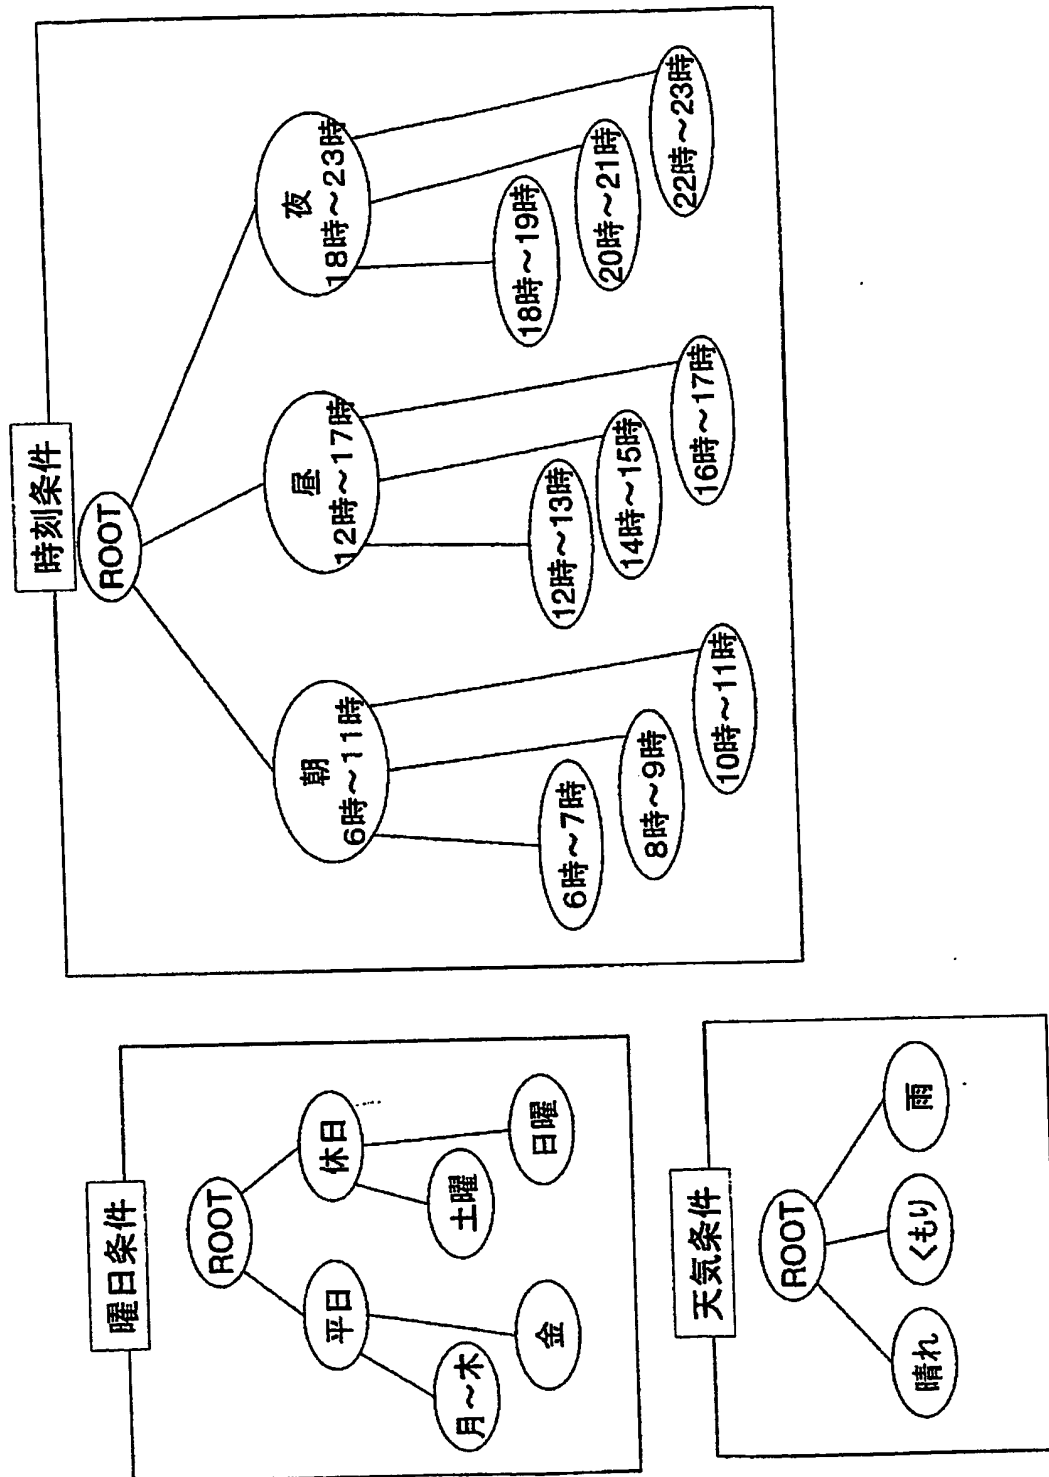 曜日条件
ROOT
平日
休日
月～木
金
土曜
日曜
時刻条件
ROOT
朝
6時～11時
昼
12時～17時
夜
18時～23時
6時～7時
8時～9時
10時～11時
12時～13時
14時～15時
16時～17時
18時～19時
20時～21時
22時～23時
天気条件
ROOT
晴れ
くもり
雨